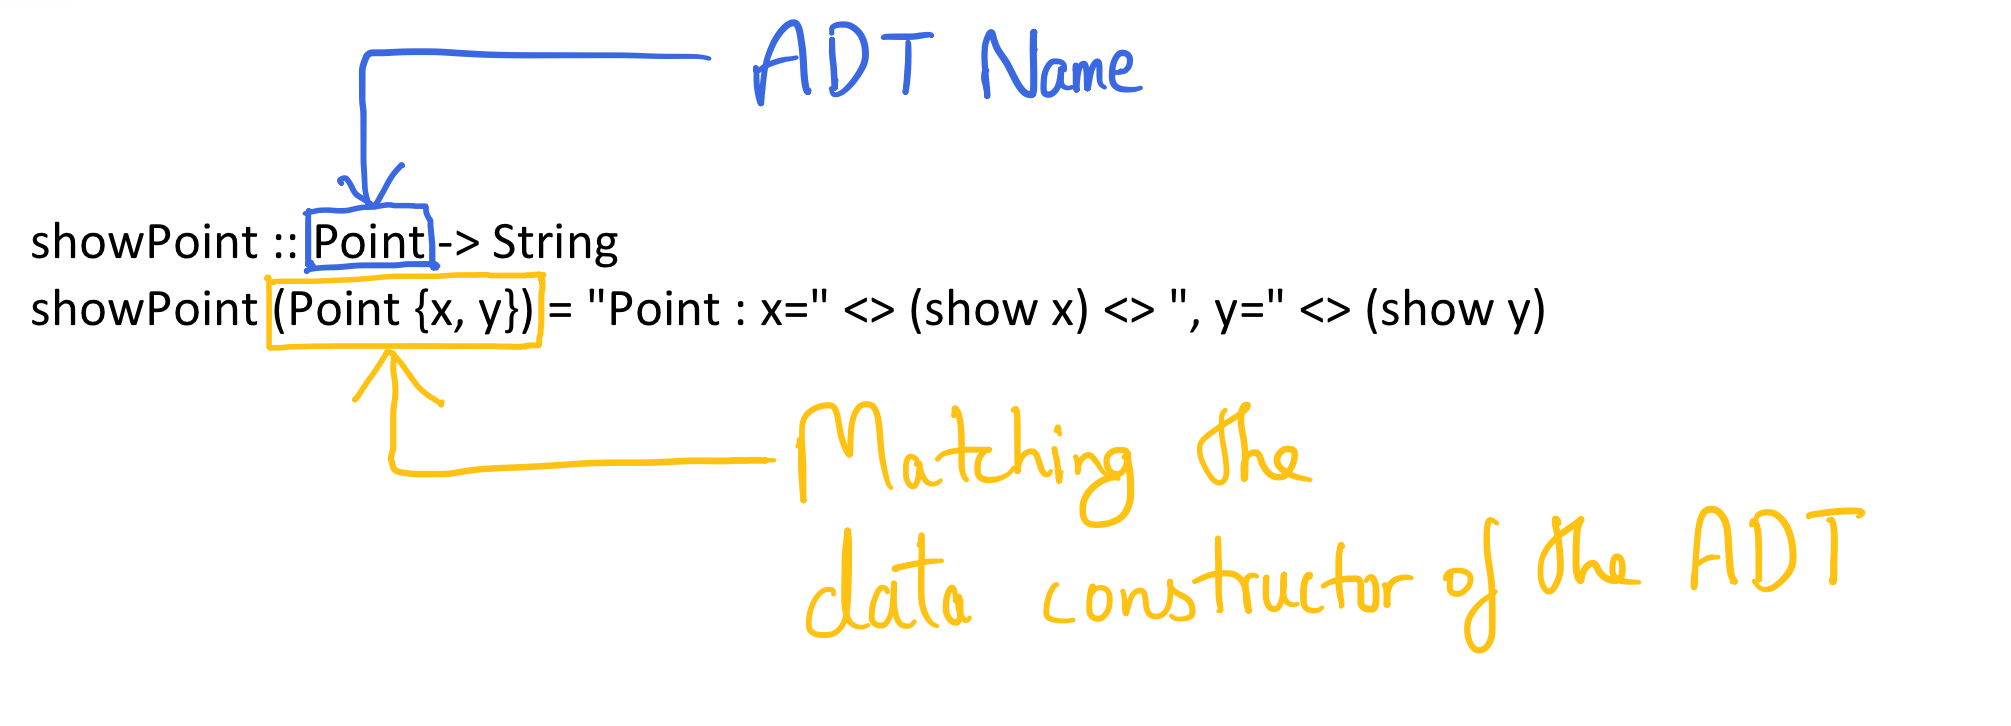 ADT Name
showPoint :: Point -> String
showPoint (Point {x, y}) = "Point : x=" <> (show x) <> ", y=" <> (show y)
Matching the
data constructor of the ADT